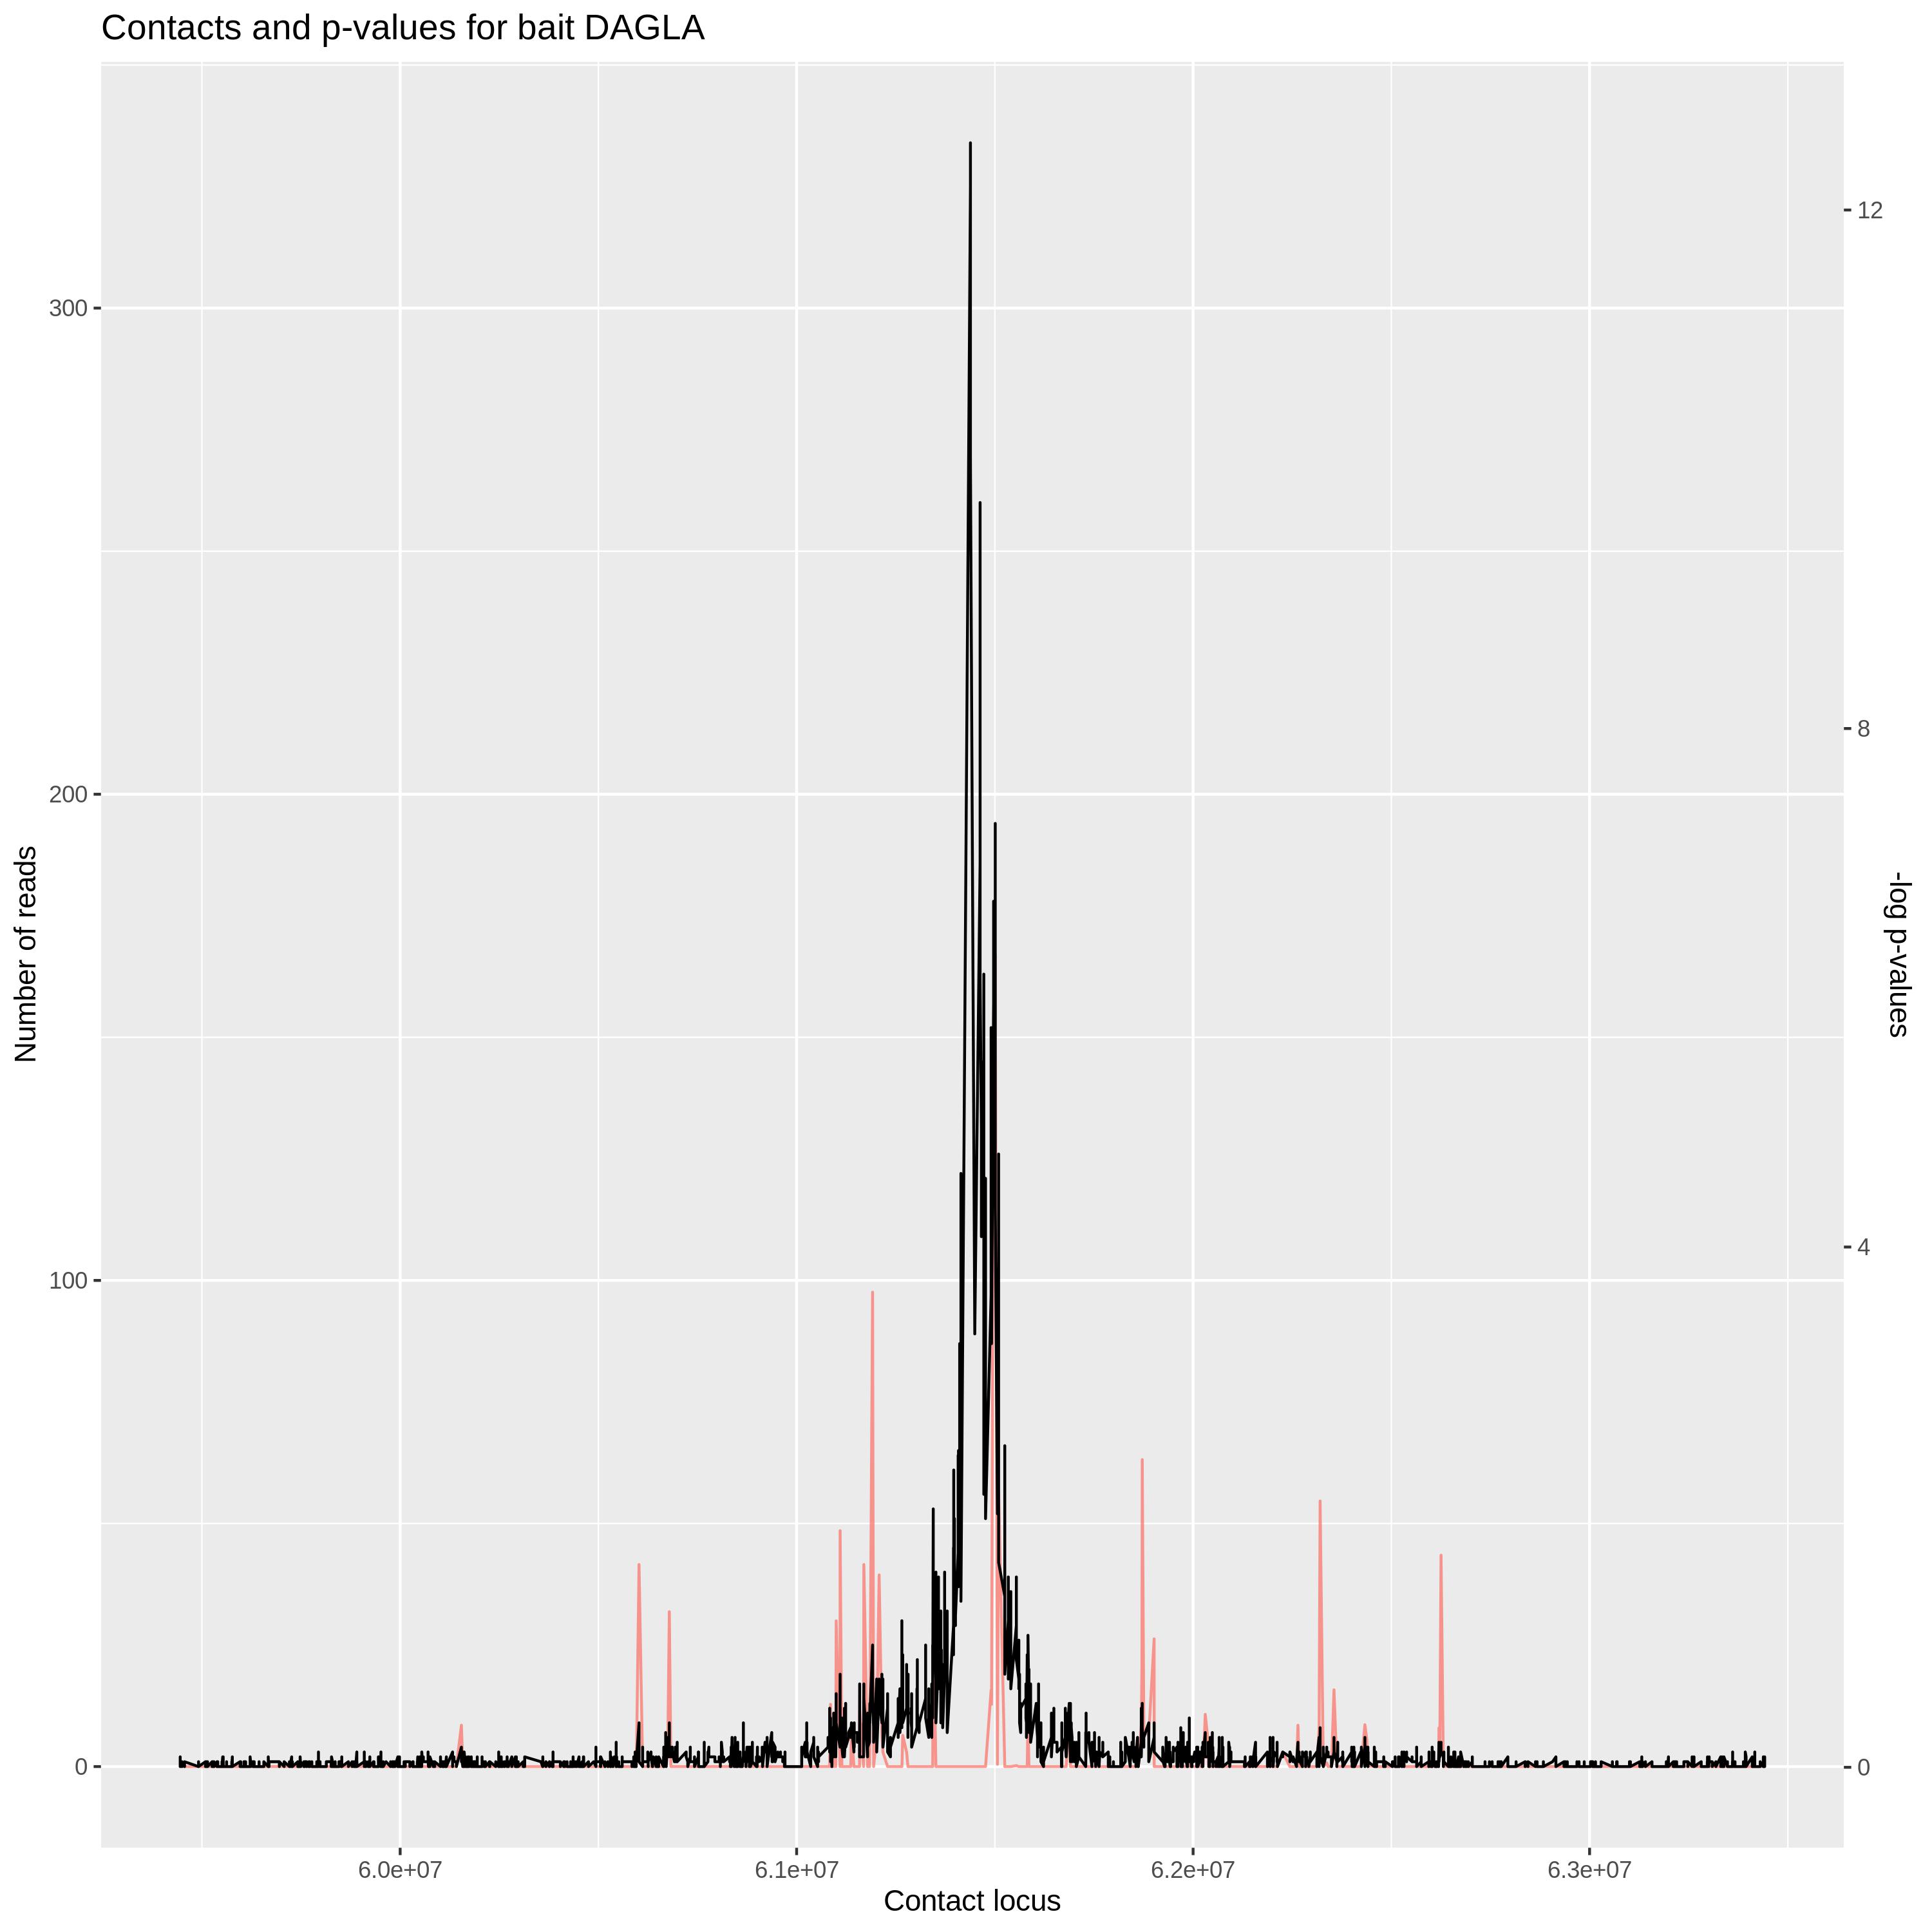 Contacts and p-values for bait DAGLA
300
200
100
0
Number of reads
12
8
4
0
-log p-values
6.0e+07
6.1e+07
6.2e+07
6.3e+07
Contact locus